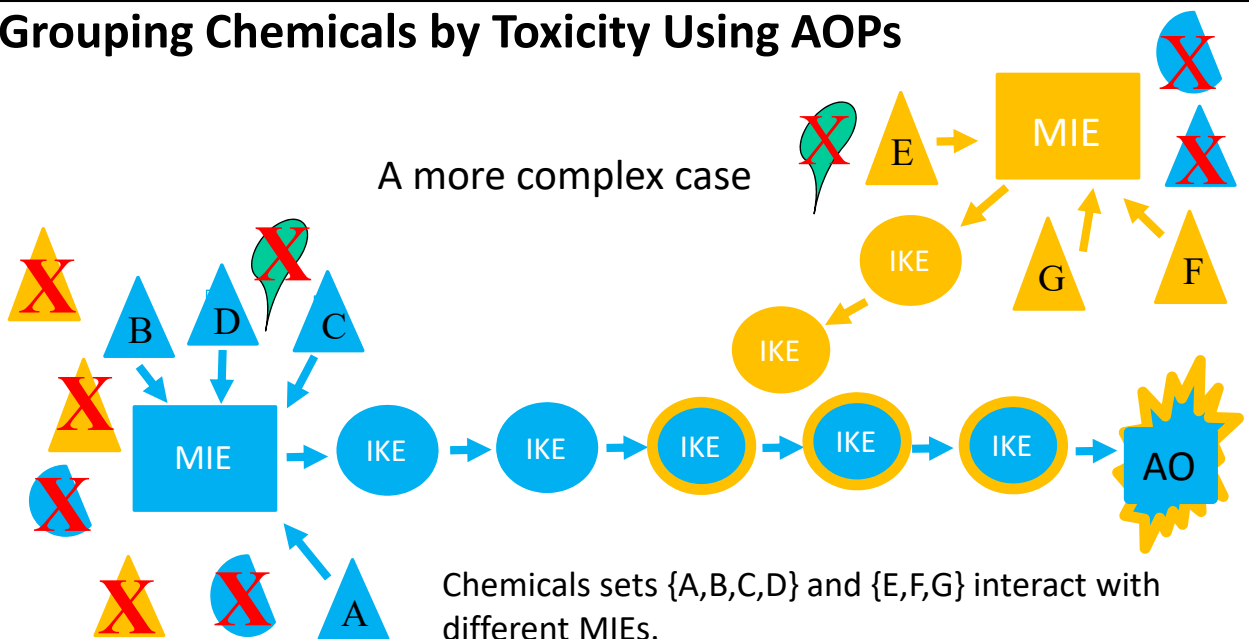 Grouping Chemicals by Toxicity Using AOPs
X
X
MIE
E
X
A more complex case
X
X
IKE
G
F
X
B
D
C
IKE
X
MIE
IKE
IKE
IKE
IKE
IKE
AO
X
X
X
A
Chemicals sets {A,B,C,D} and {E,F,G} interact with
different MIEs.